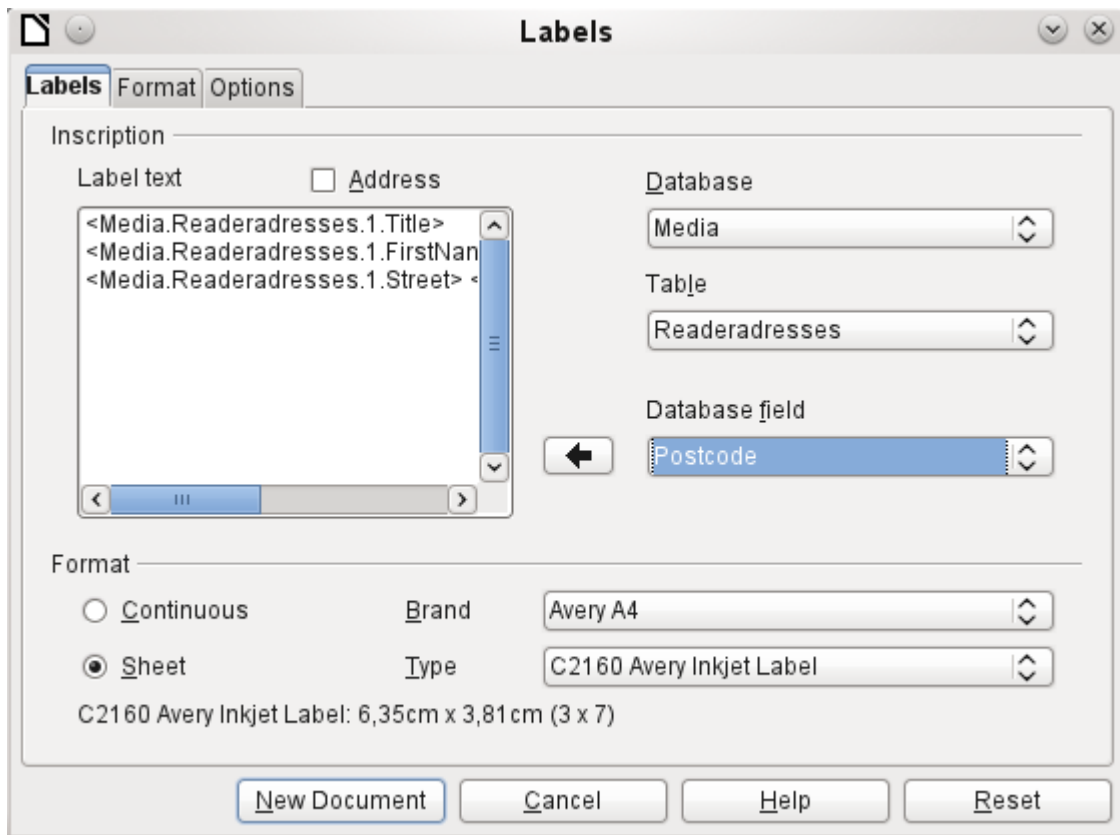 Labels
Labels Format Options
Inscription
Label text Address Database
<Media.Readeradresses.1.Title>
<Media.Readeradresses.1.FirstNan
<Media.Readeradresses.1.Street> <
Media
Table
Readeradresses
Database field
Postcode
Format
Continuous Brand Avery A4
Sheet Type C2160 Avery Inkjet Label
C2160 Avery Inkjet Label: 6,35cm x 3,81cm (3 x 7)
New Document Cancel Help Reset